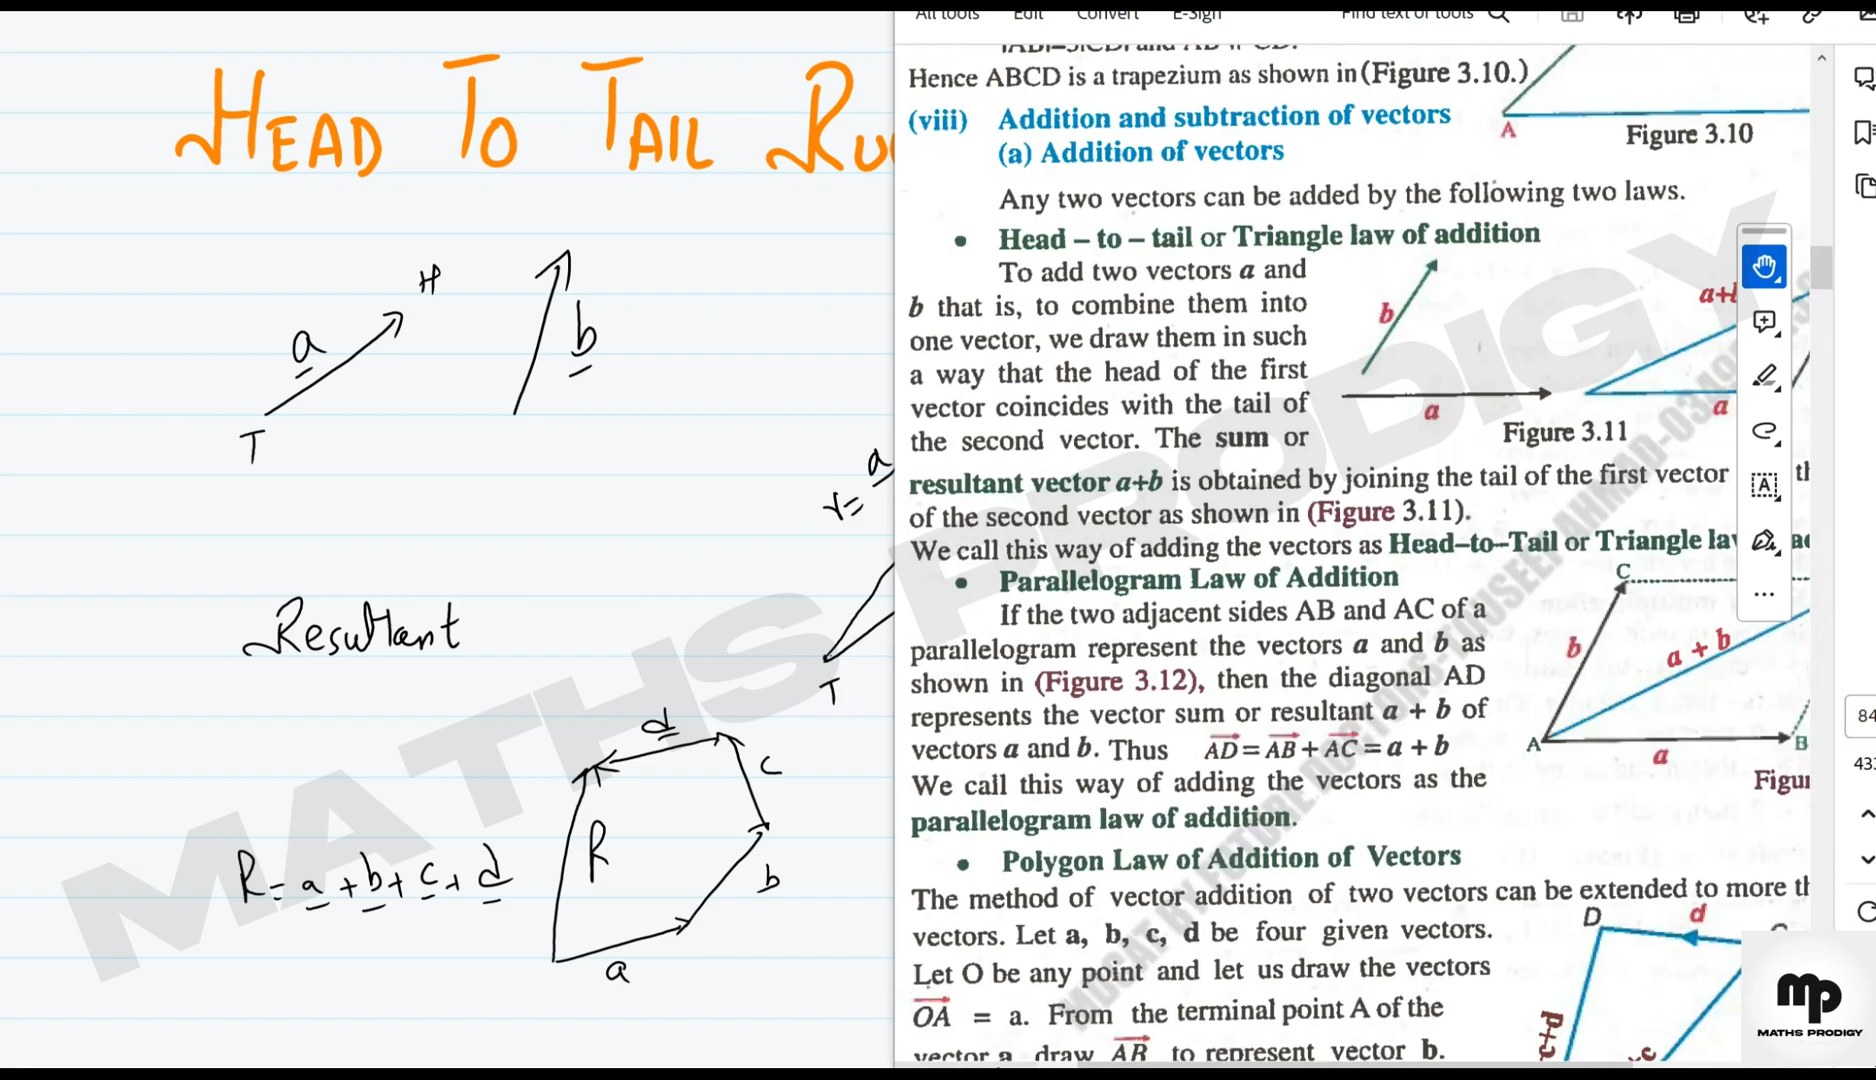 HEAD TO TAIL RU
H
a
b
T
a
r=
T
Resultant
d
c
R
R= a + b + c + d
b
a
MATHS PRODIGY
All tools Edit Convert E-Sign Find text or tools
Hence ABCD is a trapezium as shown in (Figure 3.10.)
A
Figure 3.10
(viii) Addition and subtraction of vectors
(a) Addition of vectors
Any two vectors can be added by the following two laws.
• Head – to – tail or Triangle law of addition
To add two vectors a and
b that is, to combine them into
one vector, we draw them in such
a way that the head of the first
vector coincides with the tail of
the second vector. The sum or
b
a
a+b
a
Figure 3.11
resultant vector a+b is obtained by joining the tail of the first vector
of the second vector as shown in (Figure 3.11).
We call this way of adding the vectors as Head–to–Tail or Triangle la
• Parallelogram Law of Addition
If the two adjacent sides AB and AC of a
parallelogram represent the vectors a and b as
shown in (Figure 3.12), then the diagonal AD
represents the vector sum or resultant a + b of
vectors a and b. Thus AD = AB + AC = a + b
We call this way of adding the vectors as the
parallelogram law of addition.
C
b
a + b
A
a
B
Figur
• Polygon Law of Addition of Vectors
The method of vector addition of two vectors can be extended to more th
vectors. Let a, b, c, d be four given vectors.
Let O be any point and let us draw the vectors
OA = a. From the terminal point A of the
vector a draw AB to represent vector b.
D
d
84
MP
MATHS PRODIGY